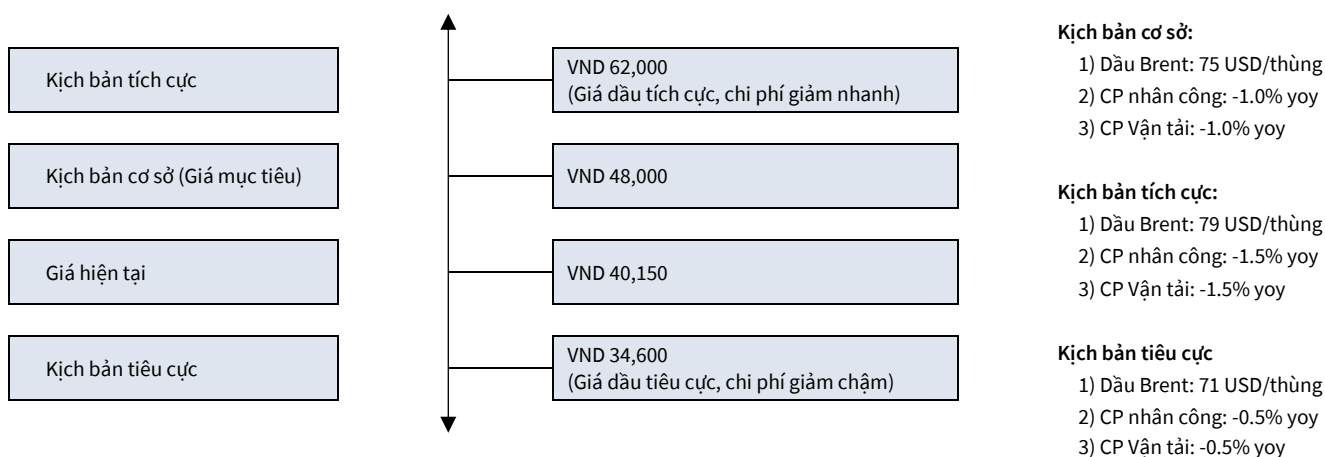 Kịch bản tích cực
VND 62,000
(Giá dầu tích cực, chi phí giảm nhanh)
Kịch bản cơ sở (Giá mục tiêu)
VND 48,000
Giá hiện tại
VND 40,150
Kịch bản tiêu cực
VND 34,600
(Giá dầu tiêu cực, chi phí giảm chậm)
Kịch bản cơ sở:
1) Dầu Brent: 75 USD/thùng
2) CP nhân công: -1.0% yoy
3) CP Vận tải: -1.0% yoy
Kịch bản tích cực:
1) Dầu Brent: 79 USD/thùng
2) CP nhân công: -1.5% yoy
3) CP Vận tải: -1.5% yoy
Kịch bản tiêu cực
1) Dầu Brent: 71 USD/thùng
2) CP nhân công: -0.5% yoy
3) CP Vận tải: -0.5% yoy